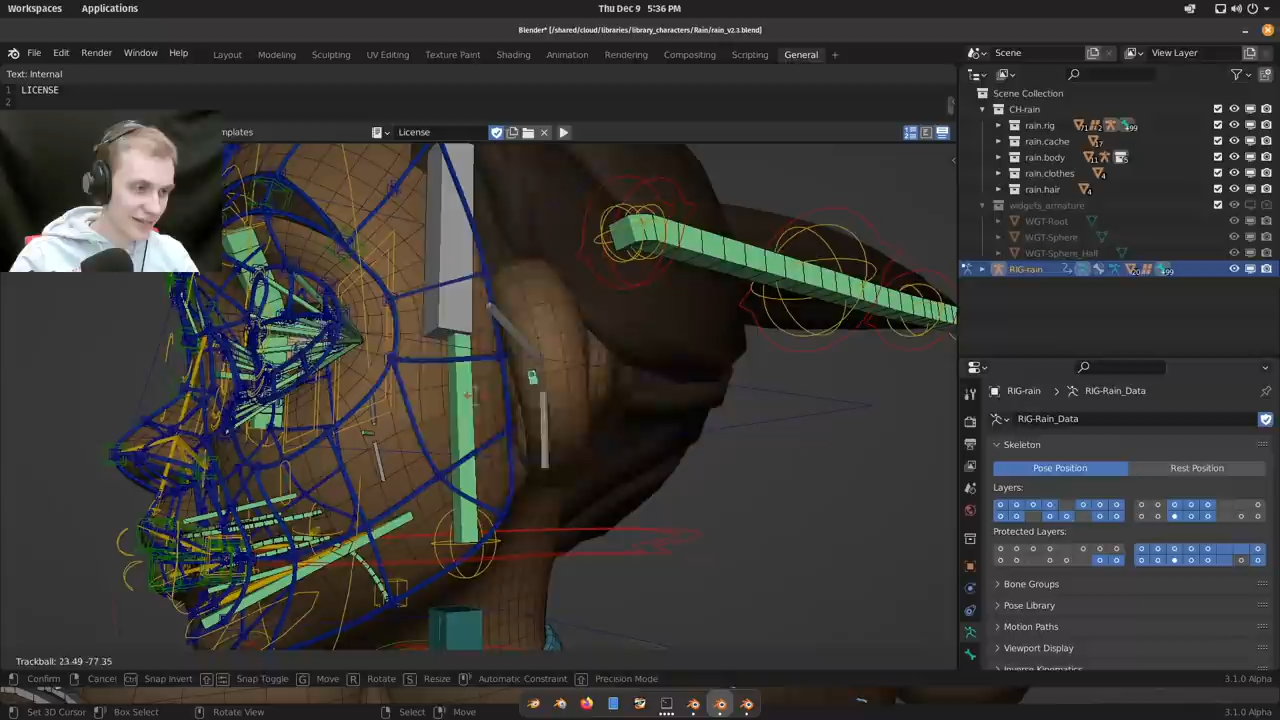 Workspaces Applications Thu Dec 9 5:36 PM
Blender* [/shared/cloud/libraries/library_characters/Rain/rain_v2.3.blend]
File Edit Render Window Help Layout Modeling Sculpting UV Editing Texture Paint Shading Animation Rendering Compositing Scripting General + Scene View Layer
Text: Internal
1 LICENSE
2
Scene Collection
CH-rain
rain.rig
rain.cache
rain.body
rain.clothes
rain.hair
widgets_armature
WGT-Root
WGT-Sphere
WGT-Sphere_Half
RIG-rain
mplates License
RIG-rain > RIG-Rain_Data
RIG-Rain_Data
Skeleton
Pose Position Rest Position
Layers:
Protected Layers:
Bone Groups
Pose Library
Motion Paths
Viewport Display
Inverse Kinematics
Trackball: 23.49 -77.35
Confirm Cancel Snap Invert Snap Toggle G Move R Rotate S Resize Automatic Constraint Precision Mode 3.1.0 Alpha
Set 3D Cursor Box Select Rotate View Select Move 3.1.0 Alpha